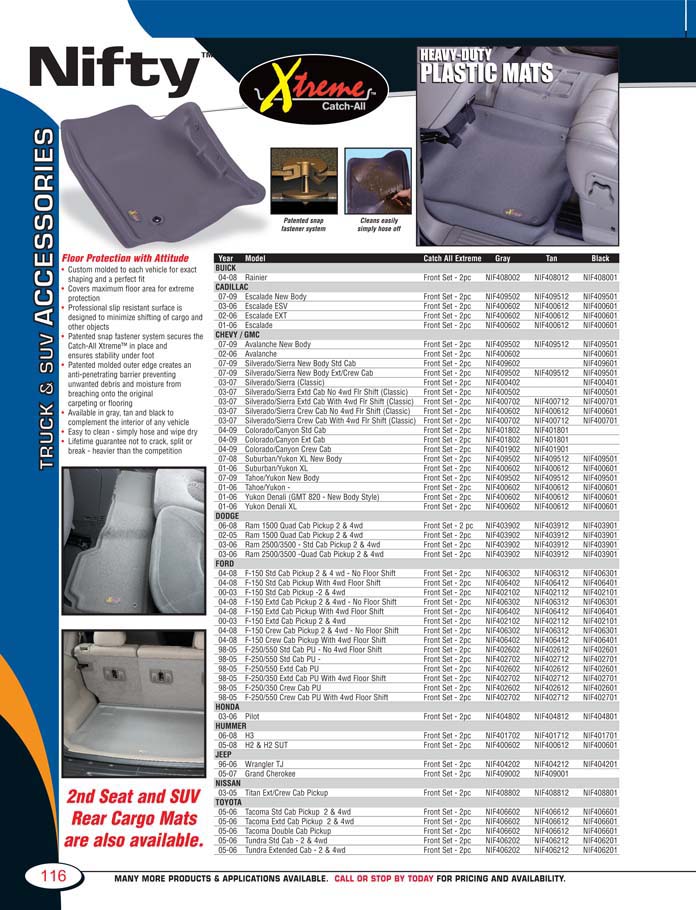 Nifty™
Xtreme™
Catch-All
HEAVY-DUTY
PLASTIC MATS
TRUCK & SUV ACCESSORIES
Patented snap
fastener system
Cleans easily
simply hose off
Floor Protection with Attitude
• Custom molded to each vehicle for exact
shaping and a perfect fit
• Covers maximum floor area for extreme
protection
• Professional slip resistant surface is
designed to minimize shifting of cargo and
other objects
• Patented snap fastener system secures the
Catch-All Xtreme™ in place and
ensures stability under foot
• Patented molded outer edge creates an
anti-penetrating barrier preventing
unwanted debris and moisture from
breaching onto the original
carpeting or flooring
• Available in gray, tan and black to
complement the interior of any vehicle
• Easy to clean - simply hose and wipe dry
• Lifetime guarantee not to crack, split or
break - heavier than the competition
Year Model Catch All Extreme Gray Tan Black
BUICK
04-08 Rainier Front Set - 2pc NIF408002 NIF408012 NIF408001
CADILLAC
07-09 Escalade New Body Front Set - 2pc NIF409502 NIF409512 NIF409501
03-06 Escalade ESV Front Set - 2pc NIF400602 NIF400612 NIF400601
02-06 Escalade EXT Front Set - 2pc NIF400602 NIF400612 NIF400601
01-06 Escalade Front Set - 2pc NIF400602 NIF400612 NIF400601
CHEVY / GMC
07-09 Avalanche New Body Front Set - 2pc NIF409502 NIF409512 NIF409501
02-06 Avalanche Front Set - 2pc NIF400602 NIF400601
07-09 Silverado/Sierra New Body Std Cab Front Set - 2pc NIF409602 NIF409601
07-09 Silverado/Sierra New Body Ext/Crew Cab Front Set - 2pc NIF409502 NIF409512 NIF409501
03-07 Silverado/Sierra (Classic) Front Set - 2pc NIF400402 NIF400401
03-07 Silverado/Sierra Extd Cab No 4wd Flr Shift (Classic) Front Set - 2pc NIF400502 NIF400501
03-07 Silverado/Sierra Extd Cab With 4wd Flr Shift (Classic) Front Set - 2pc NIF400702 NIF400712 NIF400701
03-07 Silverado/Sierra Crew Cab No 4wd Flr Shift (Classic) Front Set - 2pc NIF400602 NIF400612 NIF400601
03-07 Silverado/Sierra Crew Cab With 4wd Flr Shift (Classic) Front Set - 2pc NIF400702 NIF400712 NIF400701
04-09 Colorado/Canyon Std Cab Front Set - 2pc NIF401802 NIF401801
04-09 Colorado/Canyon Ext Cab Front Set - 2pc NIF401802 NIF401801
04-09 Colorado/Canyon Crew Cab Front Set - 2pc NIF401902 NIF401901
07-08 Suburban/Yukon XL New Body Front Set - 2pc NIF409502 NIF409512 NIF409501
01-06 Suburban/Yukon XL Front Set - 2pc NIF400602 NIF400612 NIF400601
07-09 Tahoe/Yukon New Body Front Set - 2pc NIF409502 NIF409512 NIF409501
01-06 Tahoe/Yukon - Front Set - 2pc NIF400602 NIF400612 NIF400601
01-06 Yukon Denali (GMT 820 - New Body Style) Front Set - 2pc NIF400602 NIF400612 NIF400601
01-06 Yukon Denali XL Front Set - 2pc NIF400602 NIF400612 NIF400601
DODGE
06-08 Ram 1500 Quad Cab Pickup 2 & 4wd Front Set - 2 pc NIF403902 NIF403912 NIF403901
02-05 Ram 1500 Quad Cab Pickup 2 & 4wd Front Set - 2pc NIF403902 NIF403912 NIF403901
03-06 Ram 2500/3500 - Std Cab Pickup 2 & 4wd Front Set - 2pc NIF403902 NIF403912 NIF403901
03-06 Ram 2500/3500 -Quad Cab Pickup 2 & 4wd Front Set - 2pc NIF403902 NIF403912 NIF403901
FORD
04-08 F-150 Std Cab Pickup 2 & 4 wd - No Floor Shift Front Set - 2pc NIF406302 NIF406312 NIF406301
04-08 F-150 Std Cab Pickup With 4wd Floor Shift Front Set - 2pc NIF406402 NIF406412 NIF406401
00-03 F-150 Std Cab Pickup -2 & 4wd Front Set - 2pc NIF402102 NIF402112 NIF402101
04-08 F-150 Extd Cab Pickup 2 & 4wd - No Floor Shift Front Set - 2pc NIF406302 NIF406312 NIF406301
04-08 F-150 Extd Cab Pickup With 4wd Floor Shift Front Set - 2pc NIF406402 NIF406412 NIF406401
00-03 F-150 Extd Cab Pickup 2 & 4wd Front Set - 2pc NIF402102 NIF402112 NIF402101
04-08 F-150 Crew Cab Pickup 2 & 4wd - No Floor Shift Front Set - 2pc NIF406302 NIF406312 NIF406301
04-08 F-150 Crew Cab Pickup With 4wd Floor Shift Front Set - 2pc NIF406402 NIF406412 NIF406401
98-05 F-250/550 Std Cab PU - No 4wd Floor Shift Front Set - 2pc NIF402602 NIF402612 NIF402601
98-05 F-250/550 Std Cab PU - Front Set - 2pc NIF402702 NIF402712 NIF402701
98-05 F-250/550 Extd Cab PU Front Set - 2pc NIF402602 NIF402612 NIF402601
98-05 F-250/350 Extd Cab PU With 4wd Floor Shift Front Set - 2pc NIF402702 NIF402712 NIF402701
98-05 F-250/350 Crew Cab PU Front Set - 2pc NIF402602 NIF402612 NIF402601
98-05 F-250/550 Crew Cab PU With 4wd Floor Shift Front Set - 2pc NIF402702 NIF402712 NIF402701
HONDA
03-06 Pilot Front Set - 2pc NIF404802 NIF404812 NIF404801
HUMMER
06-08 H3 Front Set - 2pc NIF401702 NIF401712 NIF401701
05-08 H2 & H2 SUT Front Set - 2pc NIF400602 NIF400612 NIF400601
JEEP
96-06 Wrangler TJ Front Set - 2pc NIF404202 NIF404212 NIF404201
05-07 Grand Cherokee Front Set - 2pc NIF409002 NIF409001
NISSAN
03-05 Titan Ext/Crew Cab Pickup Front Set - 2pc NIF408802 NIF408812 NIF408801
TOYOTA
05-06 Tacoma Std Cab Pickup 2 & 4wd Front Set - 2pc NIF406602 NIF406612 NIF406601
05-06 Tacoma Extd Cab Pickup 2 & 4wd Front Set - 2pc NIF406602 NIF406612 NIF406601
05-06 Tacoma Double Cab Pickup Front Set - 2pc NIF406602 NIF406612 NIF406601
05-06 Tundra Std Cab - 2 & 4wd Front Set - 2pc NIF406202 NIF406212 NIF406201
05-06 Tundra Extended Cab - 2 & 4wd Front Set - 2pc NIF406202 NIF406212 NIF406201
2nd Seat and SUV
Rear Cargo Mats
are also available.
116
MANY MORE PRODUCTS & APPLICATIONS AVAILABLE. CALL OR STOP BY TODAY FOR PRICING AND AVAILABILITY.